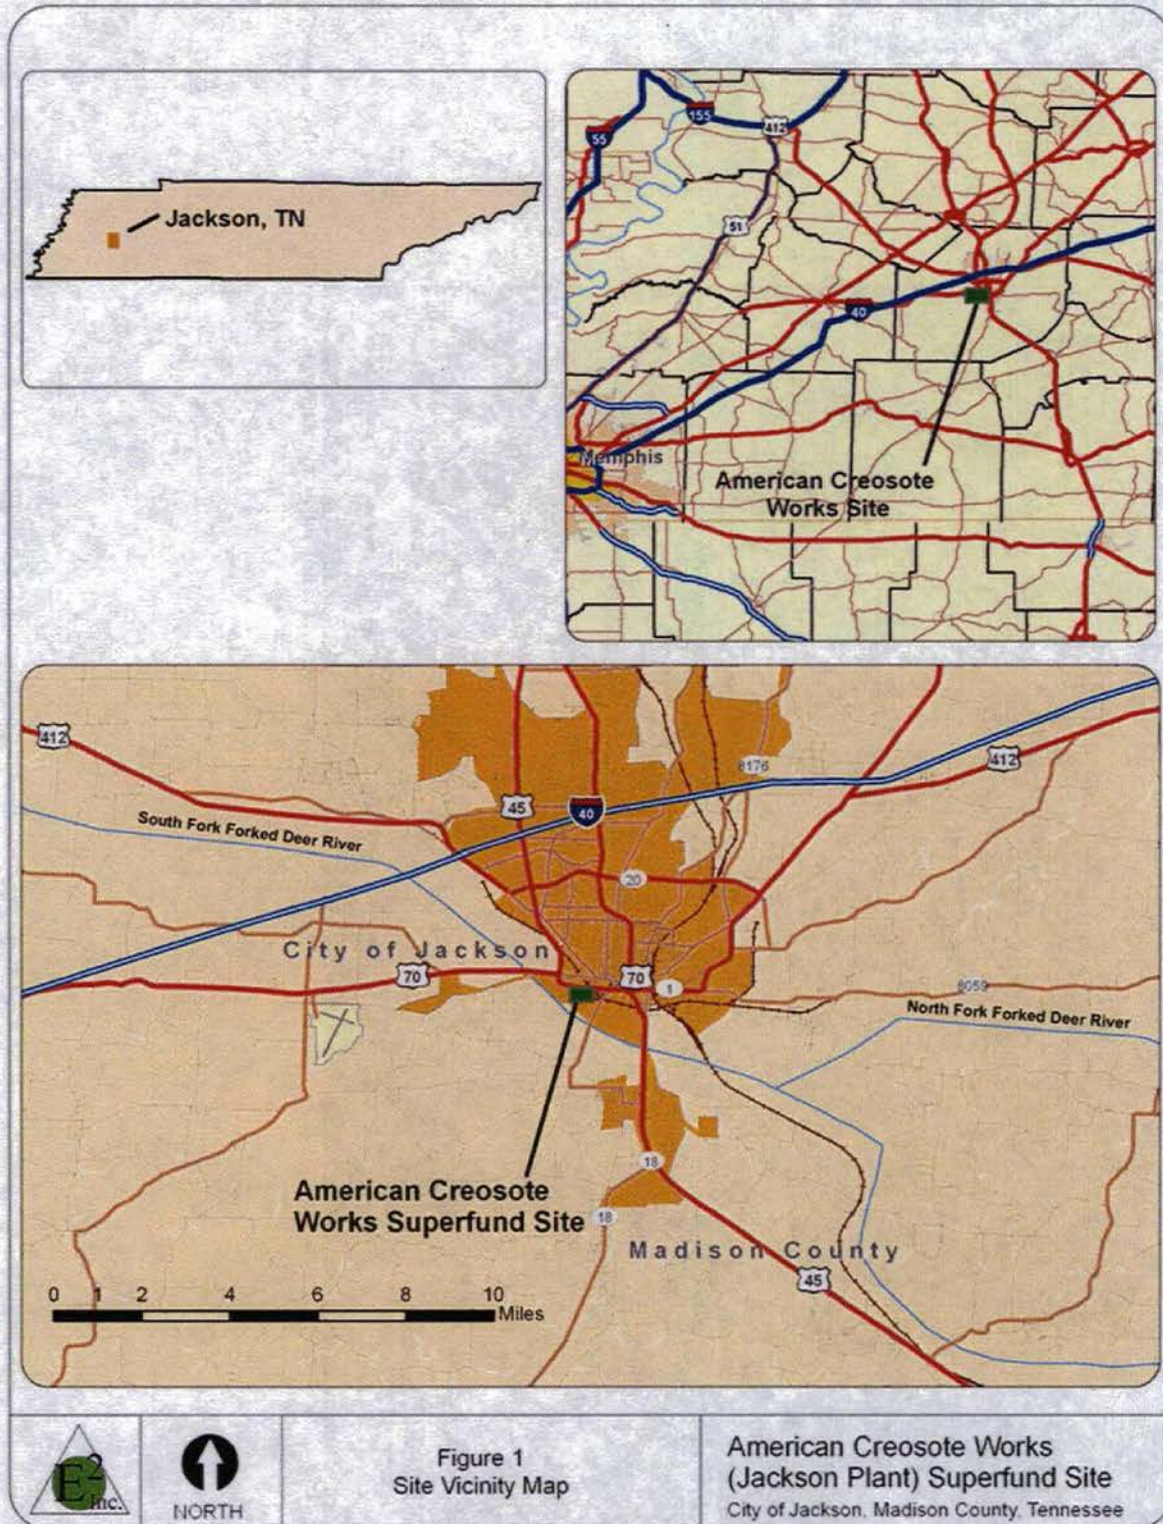 Jackson, TN
55
155
412
51
40
Memphis
American Creosote
Works Site
412
8176
412
45
40
South Fork Forked Deer River
20
City of Jackson
70
70
1
8059
North Fork Forked Deer River
American Creosote
Works Superfund Site
18
18
Madison County
45
0 1 2 4 6 8 10
Miles
E2
Inc.
NORTH
Figure 1
Site Vicinity Map
American Creosote Works
(Jackson Plant) Superfund Site
City of Jackson, Madison County, Tennessee